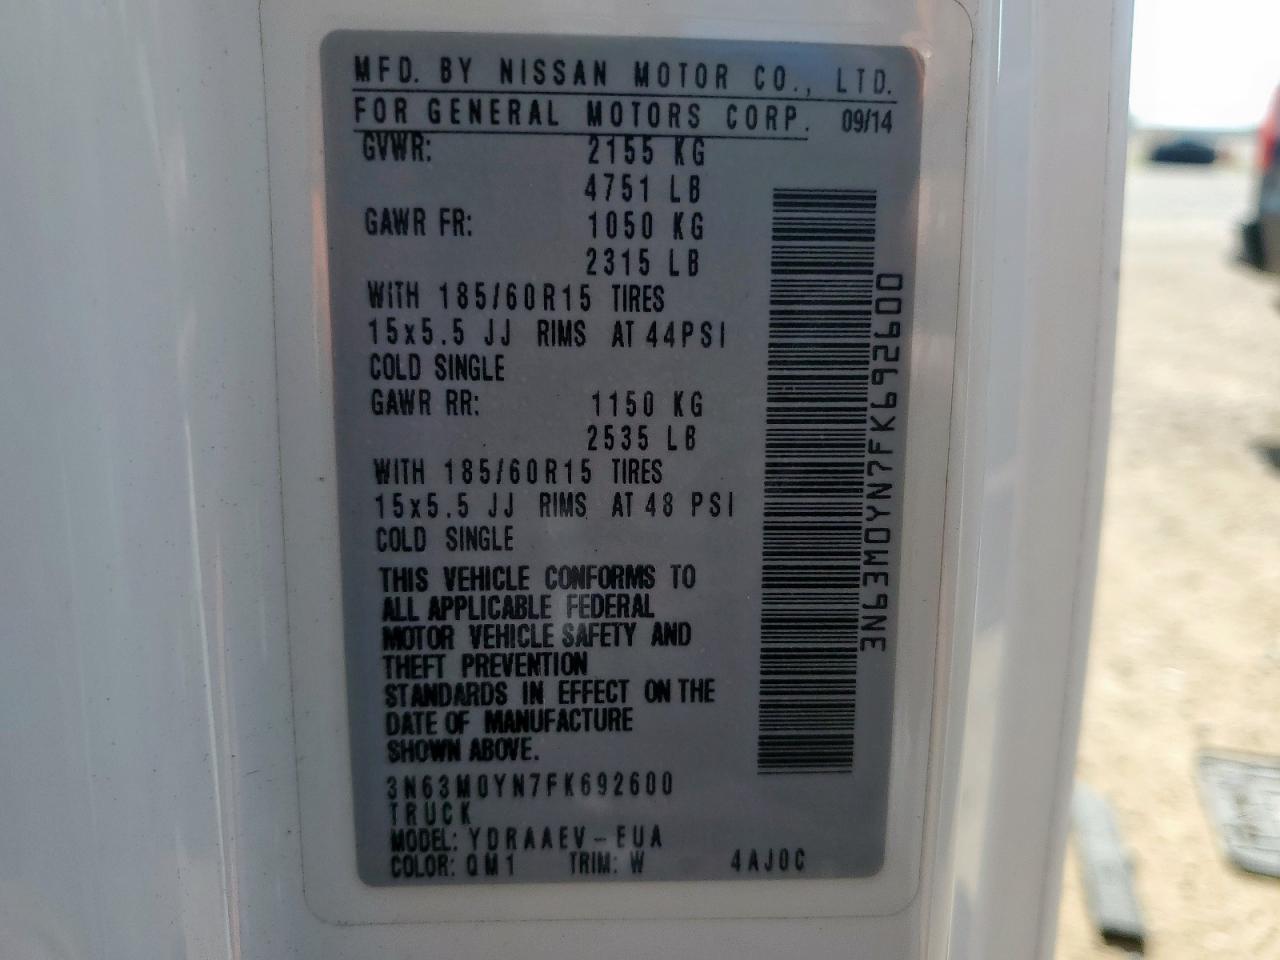 MFD. BY NISSAN MOTOR CO., LTD.
FOR GENERAL MOTORS CORP. 09/14
GVWR: 2155 KG
4751 LB
GAWR FR: 1050 KG
2315 LB
WITH 185/60R15 TIRES
15x5.5 JJ RIMS AT 44PSI
COLD SINGLE
GAWR RR: 1150 KG
2535 LB
WITH 185/60R15 TIRES
15x5.5 JJ RIMS AT 48 PSI
COLD SINGLE
THIS VEHICLE CONFORMS TO
ALL APPLICABLE FEDERAL
MOTOR VEHICLE SAFETY AND
THEFT PREVENTION
STANDARDS IN EFFECT ON THE
DATE OF MANUFACTURE
SHOWN ABOVE.
3N63M0YN7FK692600
TRUCK
MODEL: YDRAAEV-EUA
COLOR: QM1 TRIM: W 4AJ0C
3N63M0YN7FK692600